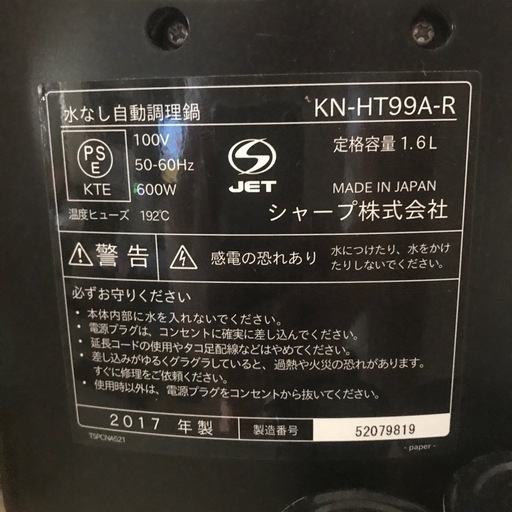 水なし自動調理鍋 KN-HT99A-R
PS
E
KTE
100V
50-60Hz
600W
JET
定格容量 1.6L
MADE IN JAPAN
温度ヒューズ 192℃
シャープ株式会社
警告
感電の恐れあり
水につけたり、水をかけ
たりしないでください。
必ずお守りください
・本体内部に水を入れないでください。
・電源プラグは、コンセントに確実に差し込んでください。
・延長コードの使用やタコ足配線などはやめてください。
・差し込みがゆるくグラグラしていると、過熱や火災の恐れがあります。
すぐに修理をご依頼ください。
・使用時以外は、電源プラグをコンセントから抜いてください。
2017 年製 製造番号 52079819
TSPCNA521
- paper -